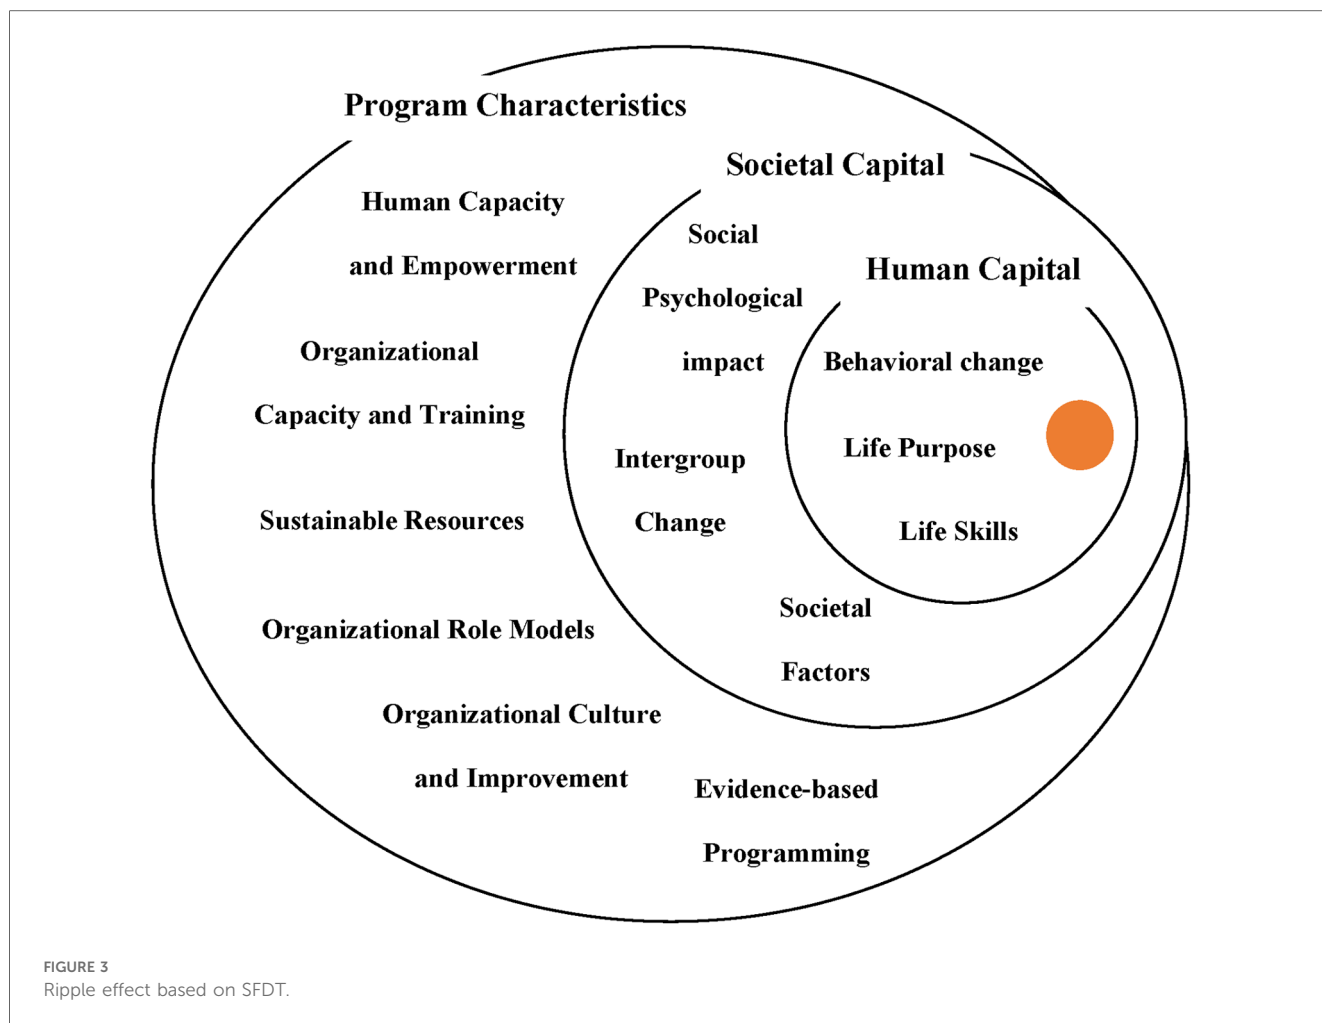 Program Characteristics
Human Capacity
and Empowerment
Organizational
Capacity and Training
Sustainable Resources
Organizational Role Models
Organizational Culture
and Improvement
Evidence-based
Programming
Societal Capital
Social
Psychological
impact
Intergroup
Change
Societal
Factors
Human Capital
Behavioral change
Life Purpose
Life Skills
FIGURE 3
Ripple effect based on SFDT.